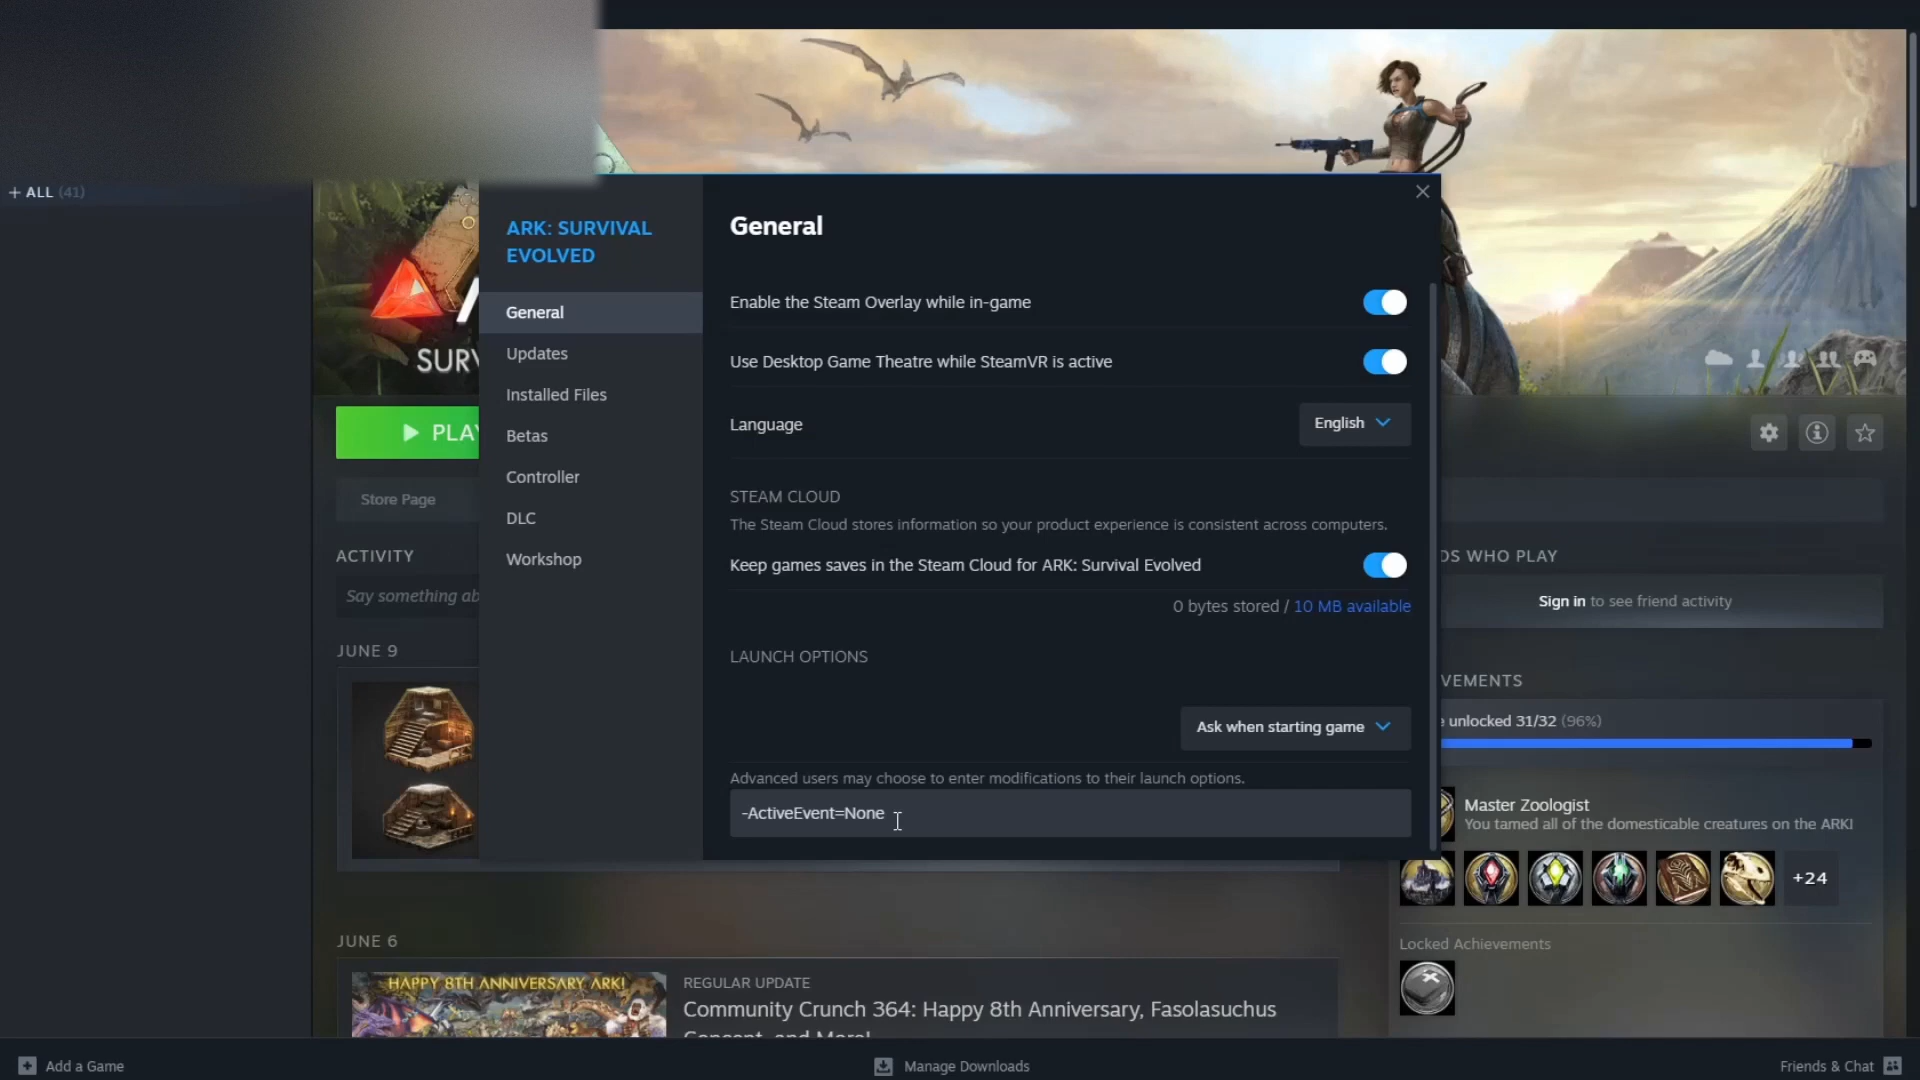 + ALL (41)
SURV
ARK: SURVIVAL
EVOLVED
General
Updates
Installed Files
Betas
Controller
DLC
Workshop
General
Enable the Steam Overlay while in-game
Use Desktop Game Theatre while SteamVR is active
Language
English
STEAM CLOUD
The Steam Cloud stores information so your product experience is consistent across computers.
Keep games saves in the Steam Cloud for ARK: Survival Evolved
0 bytes stored / 10 MB available
LAUNCH OPTIONS
Ask when starting game
Advanced users may choose to enter modifications to their launch options.
-ActiveEvent=None
PLAY
Store Page
ACTIVITY
Say something ab
JUNE 9
JUNE 6
HAPPY 8TH ANNIVERSARY ARK!
REGULAR UPDATE
Community Crunch 364: Happy 8th Anniversary, Fasolasuchus
Concept, and More!
DS WHO PLAY
Sign in to see friend activity
VEMENTS
e unlocked 31/32 (96%)
Master Zoologist
You tamed all of the domesticable creatures on the ARK!
+24
Locked Achievements
Add a Game
Manage Downloads
Friends & Chat